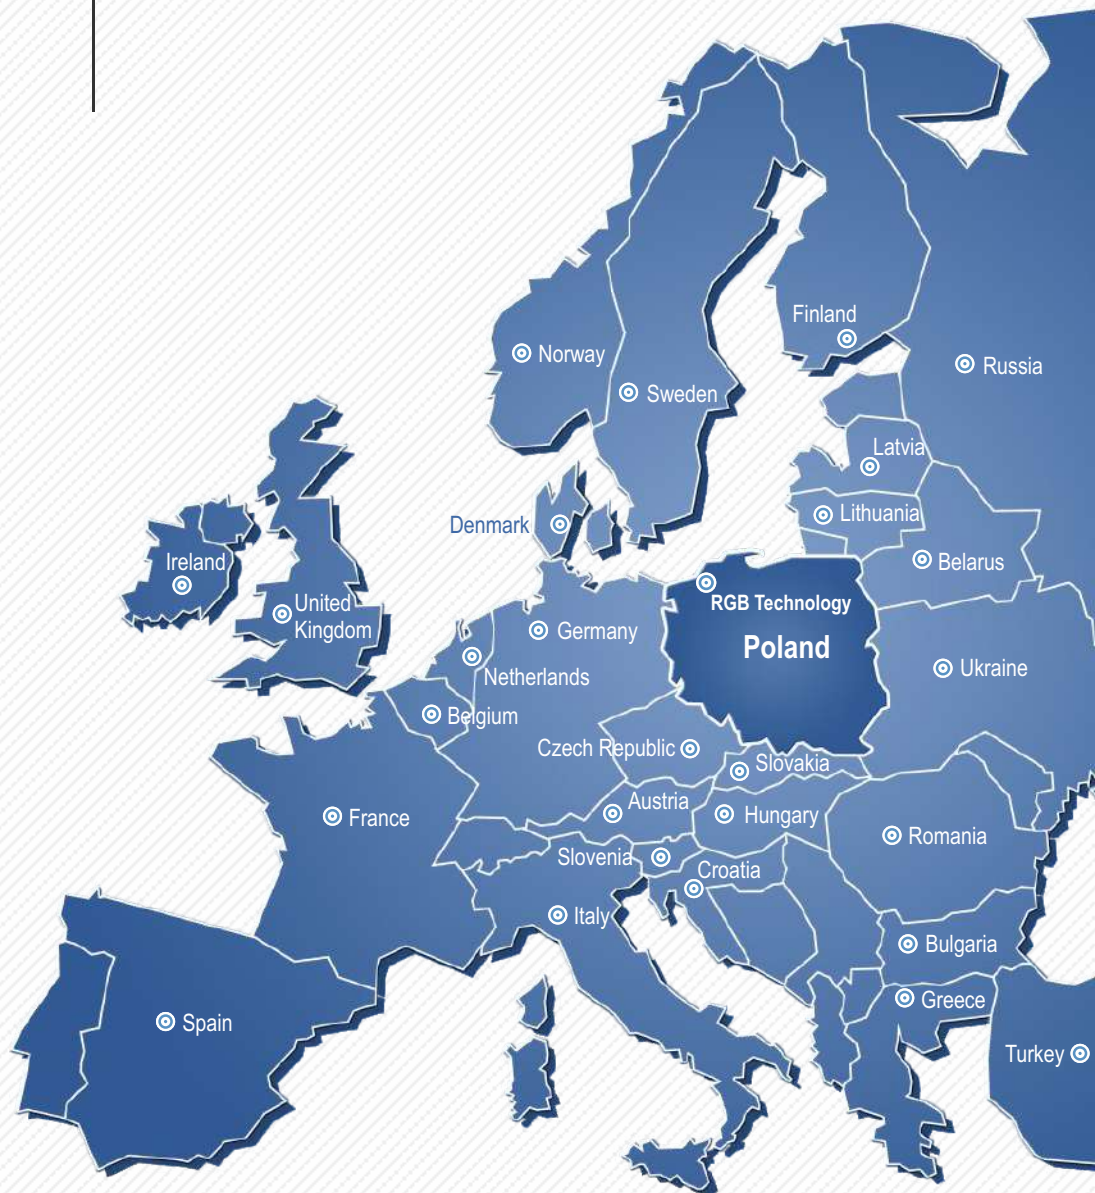 Finland
Norway
Russia
Sweden
Latvia
Lithuania
Denmark
Ireland
Belarus
RGB Technology
United
Kingdom
Germany
Poland
Ukraine
Netherlands
Belgium
Czech Republic
Slovakia
Austria
France
Hungary
Romania
Slovenia
Croatia
Italy
Bulgaria
Greece
Spain
Turkey